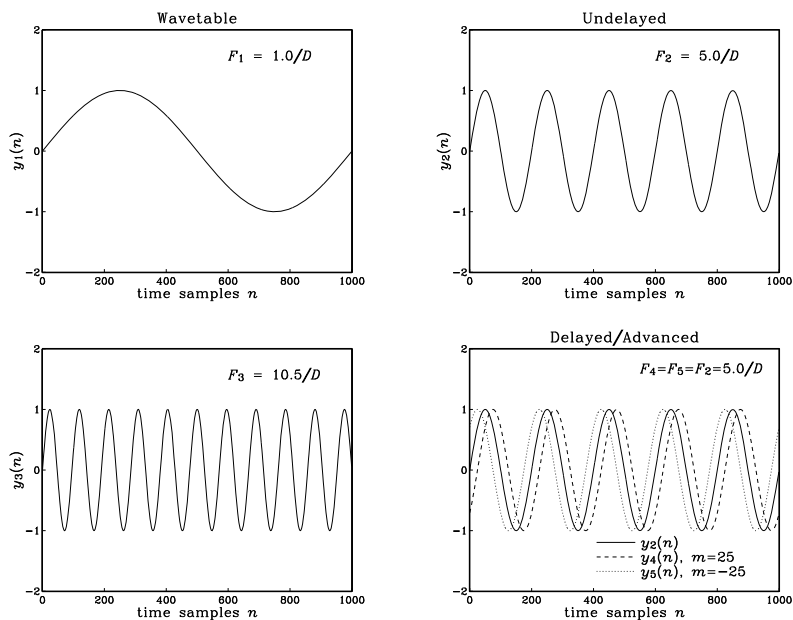 Wavetable
2
F1 = 1.0/D
1
y1(n)
0
−1
−2
0 200 400 600 800 1000
time samples n
Undelayed
2
F2 = 5.0/D
1
y2(n)
0
−1
−2
0 200 400 600 800 1000
time samples n
2
F3 = 10.5/D
1
y3(n)
0
−1
−2
0 200 400 600 800 1000
time samples n
Delayed/Advanced
2
F4=F5=F2=5.0/D
1
0
−1
y2(n)
y4(n), m=25
y5(n), m=−25
−2
0 200 400 600 800 1000
time samples n